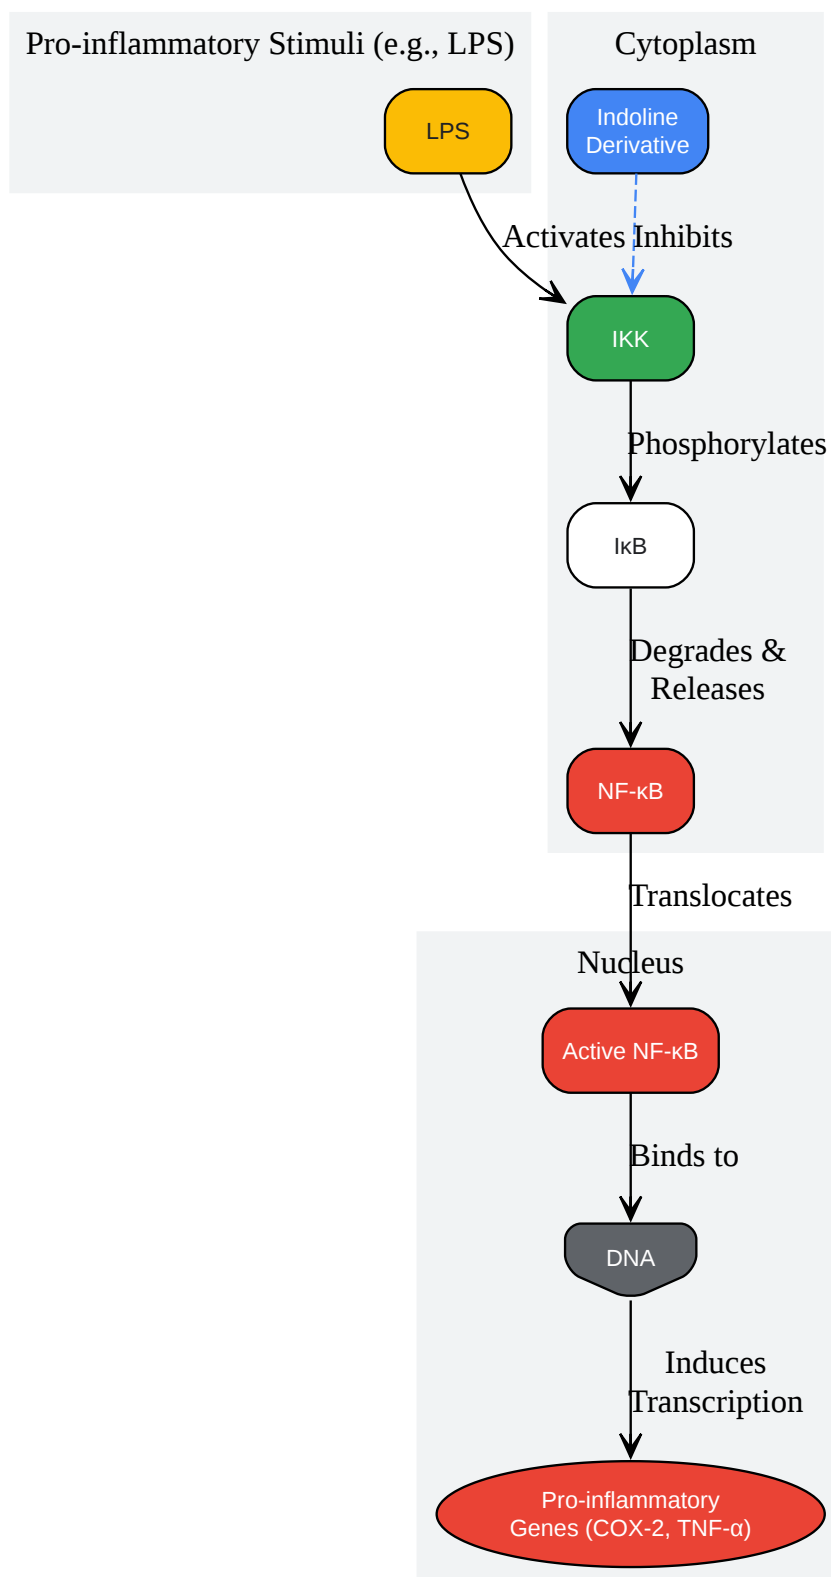 Pro-inflammatory Stimuli (e.g., LPS)
Cytoplasm
LPS
Indoline
Derivative
Activates
Inhibits
IKK
Phosphorylates
IκB
Degrades &
Releases
NF-κB
Translocates
Nucleus
Active NF-κB
Binds to
DNA
Induces
Transcription
Pro-inflammatory
Genes (COX-2, TNF-α)